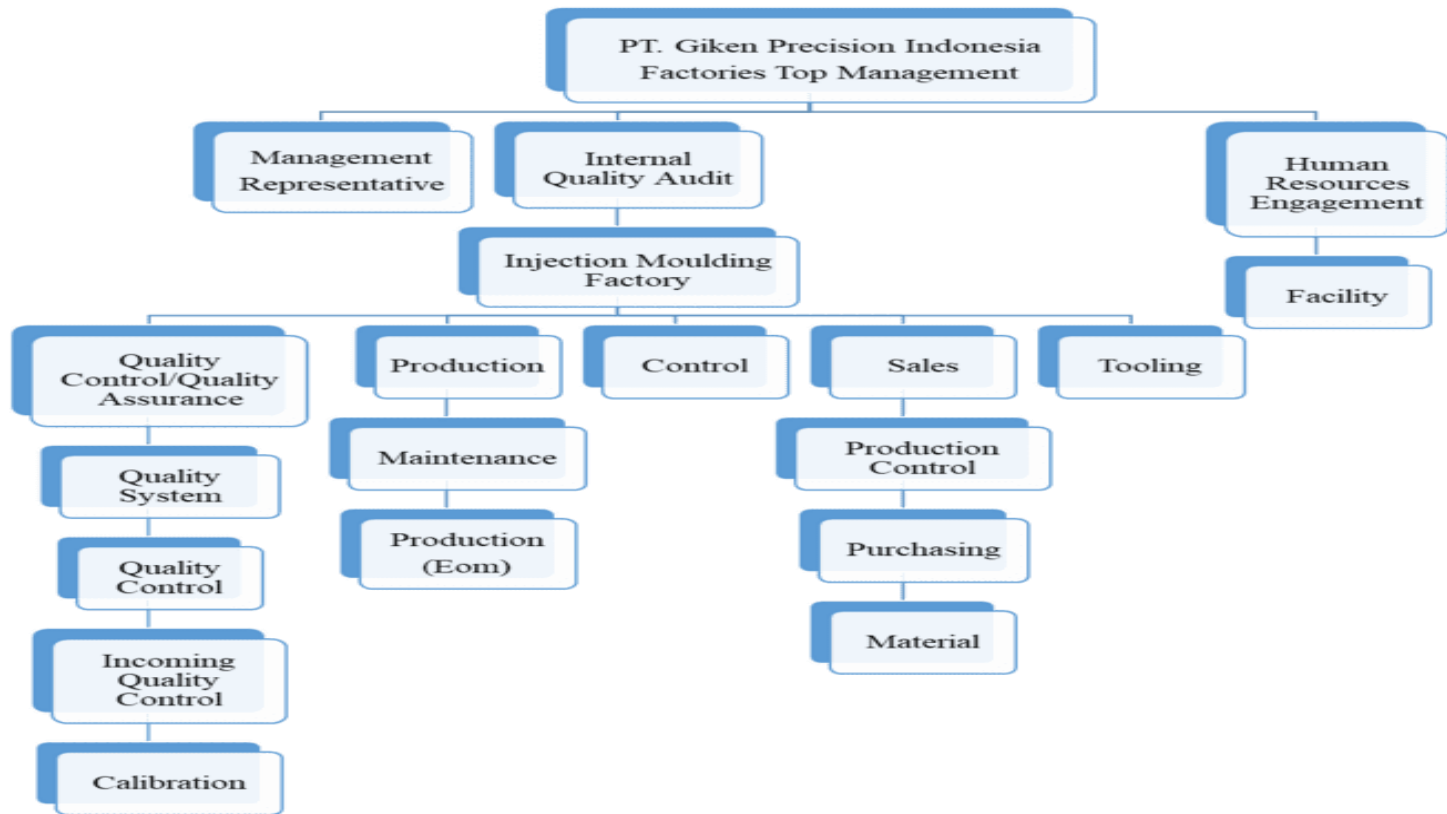 PT. Giken Precision Indonesia
Factories Top Management
Management
Representative
Internal
Quality Audit
Human
Resources
Engagement
Injection Moulding
Factory
Facility
Quality
Control/Quality
Assurance
Production
Control
Sales
Tooling
Quality
System
Maintenance
Production
Control
Quality
Control
Production
(Eom)
Purchasing
Incoming
Quality
Control
Material
Calibration